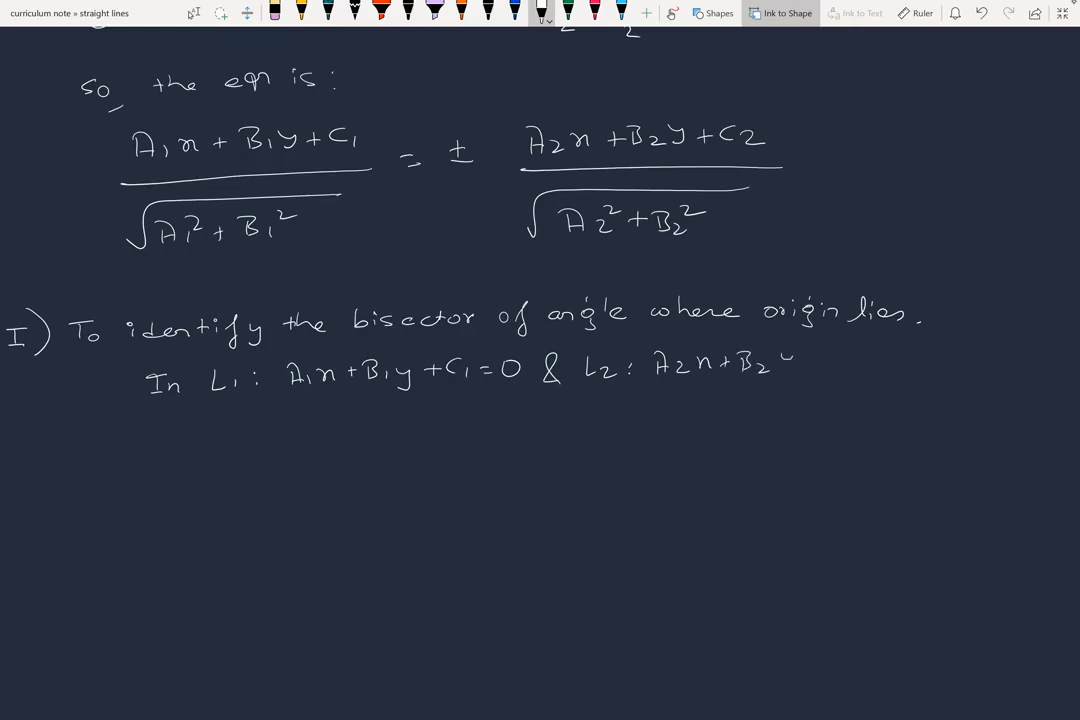 curriculum note » straight lines
Shapes
Ink to Shape
Ink to Text
Ruler
2 2
So, the eqn is:
A₁x + B₁y + C₁ / √A₁² + B₁² = ± A₂x + B₂y + C₂ / √A₂² + B₂²
I) To identify the bisector of angle where origin lies.
In L₁: A₁x + B₁y + C₁ = 0 & L₂: A₂x + B₂